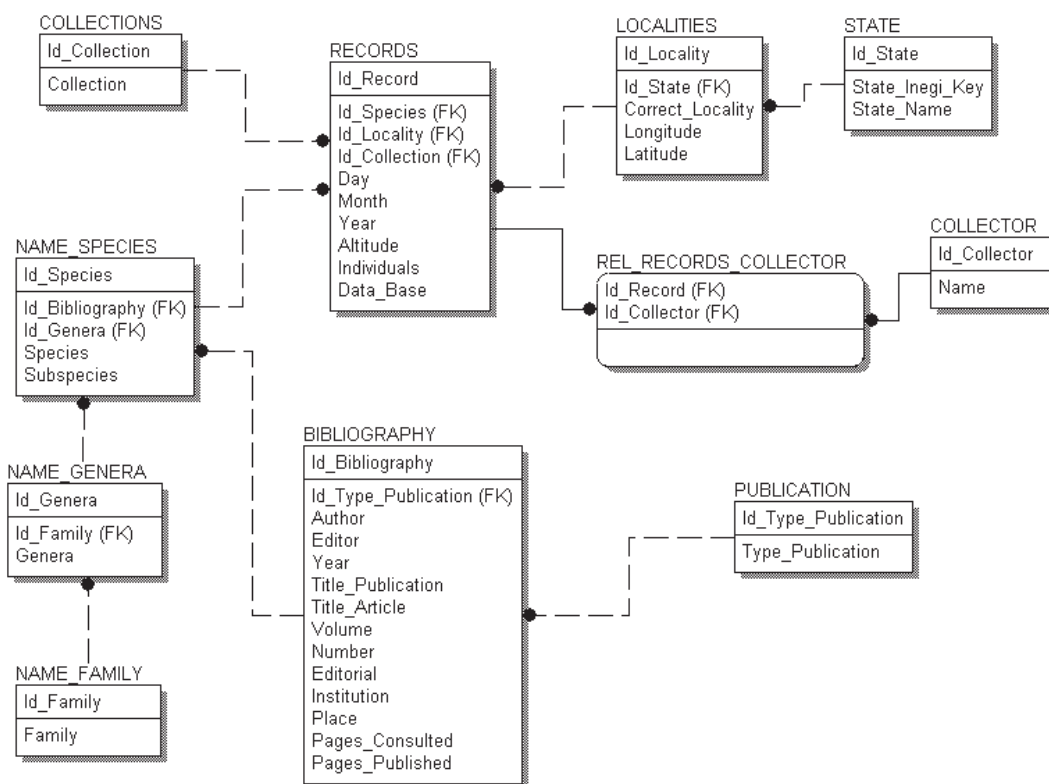 COLLECTIONS
Id_Collection
Collection
RECORDS
Id_Record
Id_Species (FK)
Id_Locality (FK)
Id_Collection (FK)
Day
Month
Year
Altitude
Individuals
Data_Base
LOCALITIES
Id_Locality
Id_State (FK)
Correct_Locality
Longitude
Latitude
STATE
Id_State
State_Inegi_Key
State_Name
NAME_SPECIES
Id_Species
Id_Bibliography (FK)
Id_Genera (FK)
Species
Subspecies
REL_RECORDS_COLLECTOR
Id_Record (FK)
Id_Collector (FK)
COLLECTOR
Id_Collector
Name
NAME_GENERA
Id_Genera
Id_Family (FK)
Genera
BIBLIOGRAPHY
Id_Bibliography
Id_Type_Publication (FK)
Author
Editor
Year
Title_Publication
Title_Article
Volume
Number
Editorial
Institution
Place
Pages_Consulted
Pages_Published
PUBLICATION
Id_Type_Publication
Type_Publication
NAME_FAMILY
Id_Family
Family